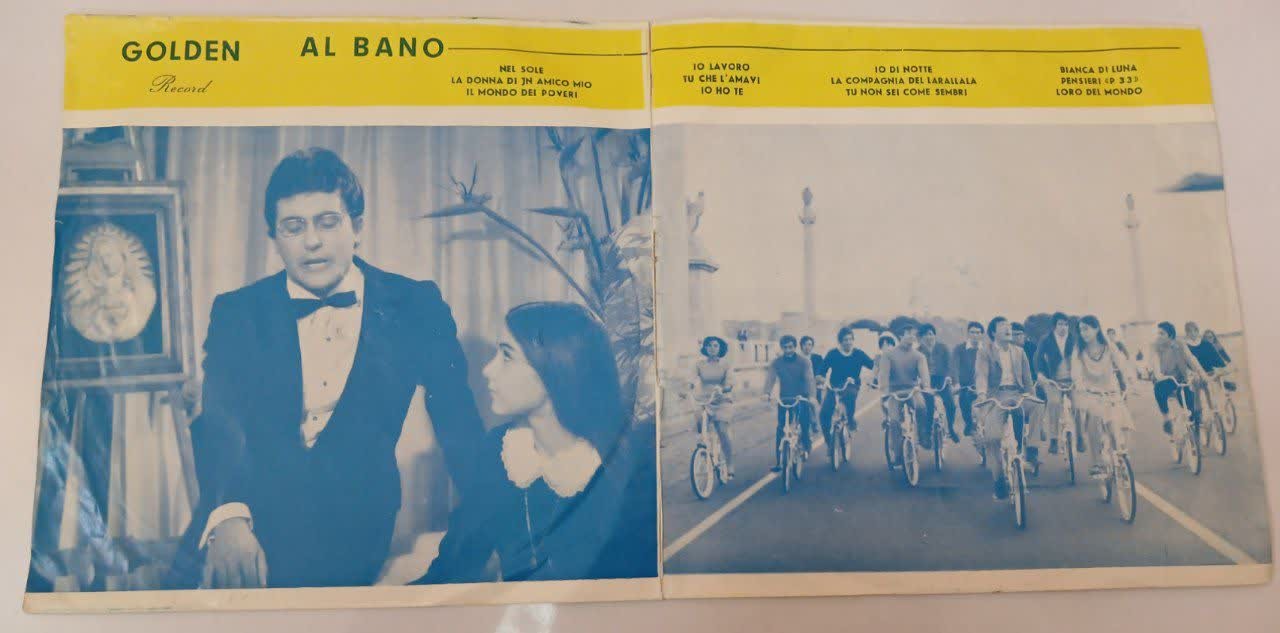 GOLDEN
Record
AL BANO
NEL SOLE
LA DONNA DI JN AMICO MIO
IL MONDO DEI POVERI
IO LAVORO
TU CHE L'AMAVI
IO HO TE
IO DI NOTTE
LA COMPAGNIA DEL LARALLALA
TU NON SEI COME SEMBRI
BIANCA DI LUNA
PENSIERI «P 33»
LORO DEL MONDO